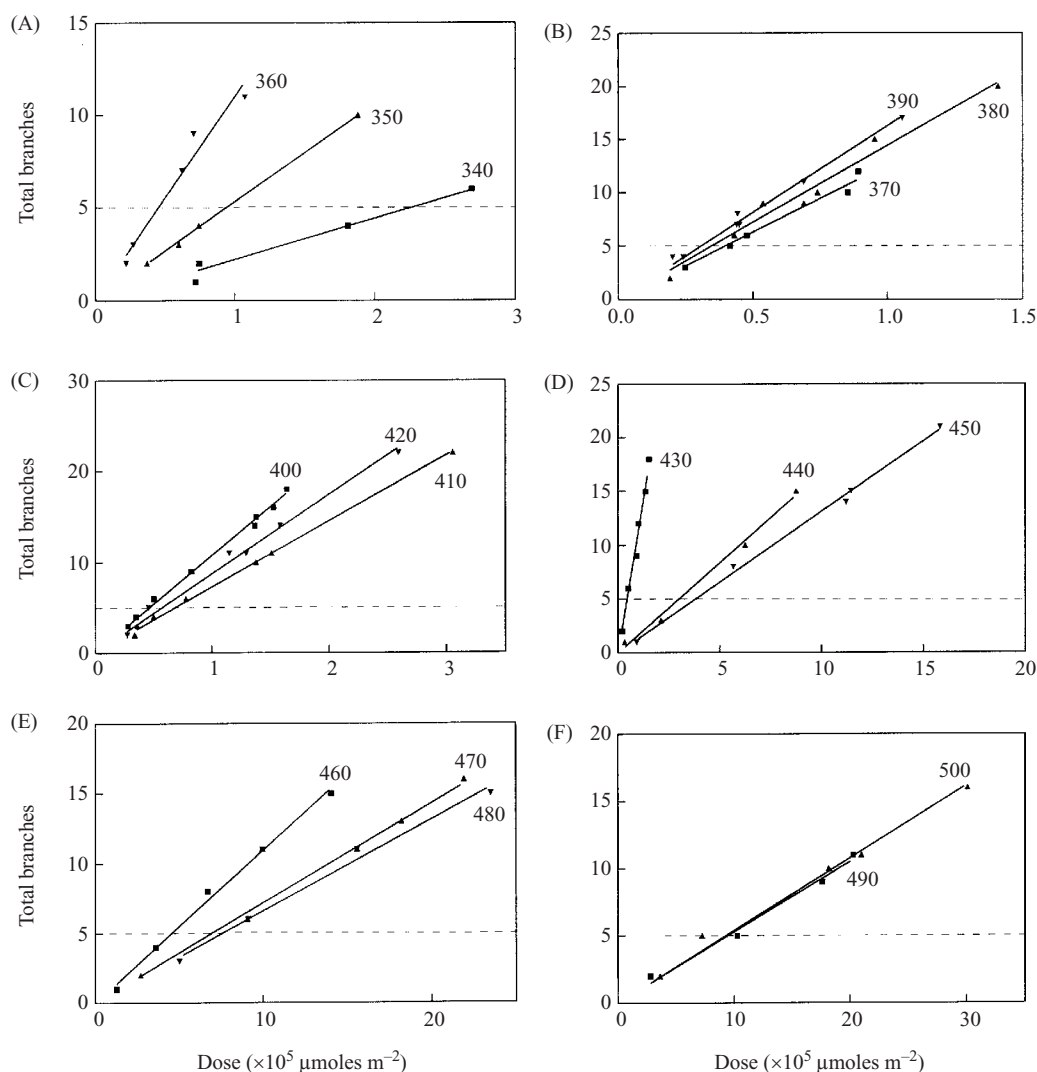 (A)
15
10
5
0
0 1 2 3
360
350
340
Total branches
(B)
25
20
15
10
5
0
0.0 0.5 1.0 1.5
390
380
370
(C)
30
20
10
0
0 1 2 3
400
420
410
Total branches
(D)
25
20
15
10
5
0
0 5 10 15 20
430
440
450
(E)
20
15
10
5
0
0 10 20
460
470
480
Total branches
Dose (×10⁵ μmoles m⁻²)
(F)
20
15
10
5
0
0 10 20 30
500
490
Dose (×10⁵ μmoles m⁻²)